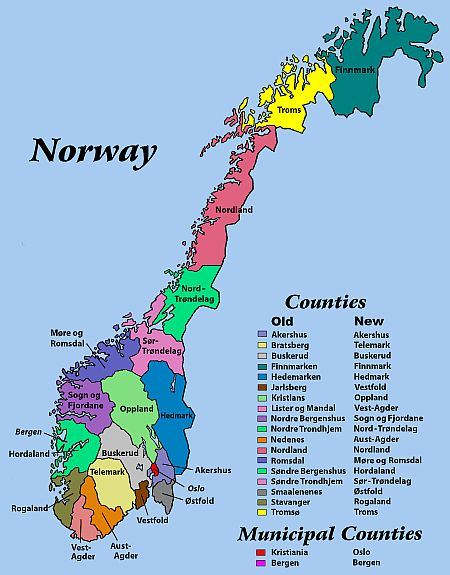 Finnmark
Troms
Norway
Nordland
Nord-
Trøndelag
Møre og
Romsdal
Sør-
Trøndelag
Sogn og
Fjordane
Oppland
Hedmark
Bergen
Hordaland
Buskerud
Telemark
Akershus
Oslo
Østfold
Rogaland
Vestfold
Vest-
Agder
Aust-
Agder
Counties
Old New
Akershus Akershus
Bratsberg Telemark
Buskerud Buskerud
Finnmarken Finnmark
Hedemarken Hedmark
Jarlsberg Vestfold
Kristians Oppland
Lister og Mandal Vest-Agder
Nordre Bergenshus Sogn og Fjordane
Nordre Trondhjem Nord-Trøndelag
Nedenes Aust-Agder
Nordland Nordland
Romsdal Møre og Romsdal
Søndre Bergenshus Hordaland
Søndre Trondhjem Sør-Trøndelag
Smaalenenes Østfold
Stavanger Rogaland
Tromsø Troms
Municipal Counties
Kristiania Oslo
Bergen Bergen